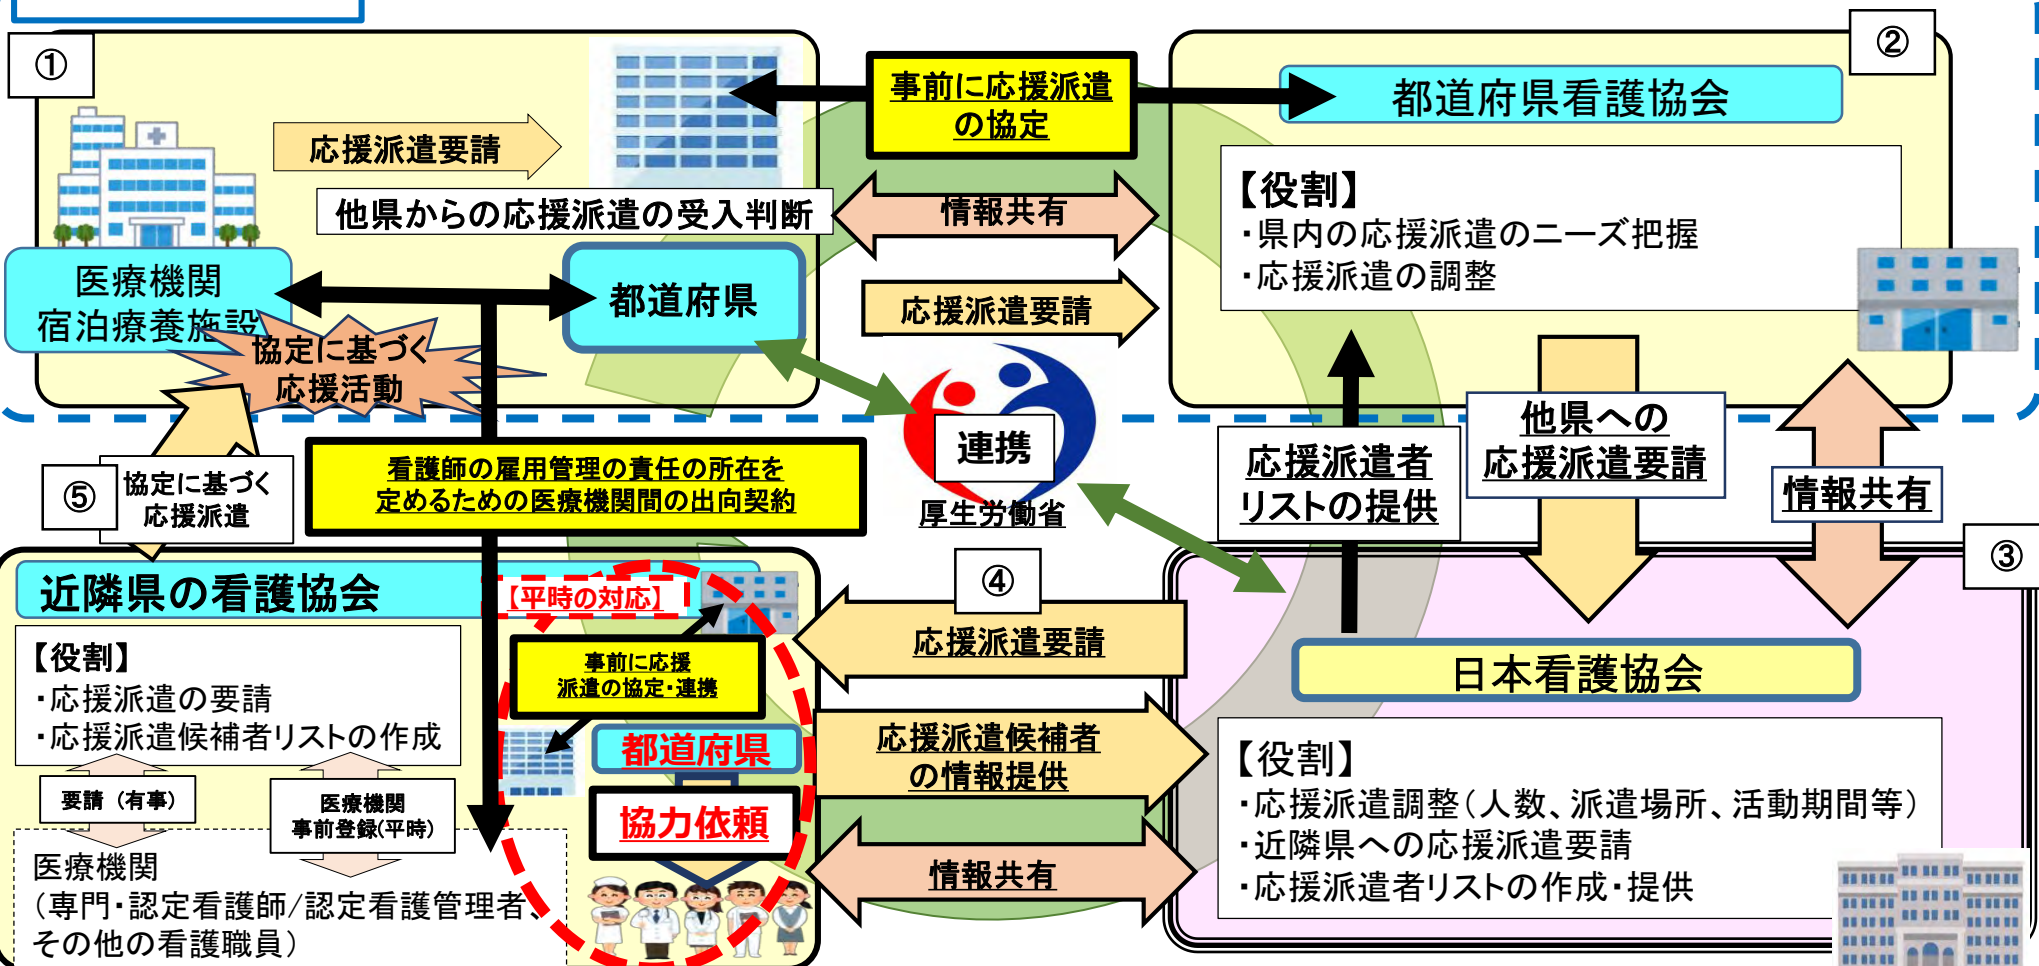 ①
応援派遣要請
他県からの応援派遣の受入判断
医療機関
宿泊療養施設
都道府県
協定に基づく
応援活動
事前に応援派遣
の協定
情報共有
応援派遣要請
②
都道府県看護協会
【役割】
・県内の応援派遣のニーズ把握
・応援派遣の調整
連携
厚生労働省
応援派遣者
リストの提供
他県への
応援派遣要請
情報共有
⑤
協定に基づく
応援派遣
看護師の雇用管理の責任の所在を
定めるための医療機関間の出向契約
近隣県の看護協会
【平時の対応】
【役割】
・応援派遣の要請
・応援派遣候補者リストの作成
事前に応援
派遣の協定・連携
都道府県
協力依頼
要請（有事）
医療機関
事前登録(平時)
医療機関
（専門・認定看護師/認定看護管理者、
その他の看護職員）
④
応援派遣要請
応援派遣候補者
の情報提供
情報共有
③
日本看護協会
【役割】
・応援派遣調整（人数、派遣場所、活動期間等）
・近隣県への応援派遣要請
・応援派遣者リストの作成・提供